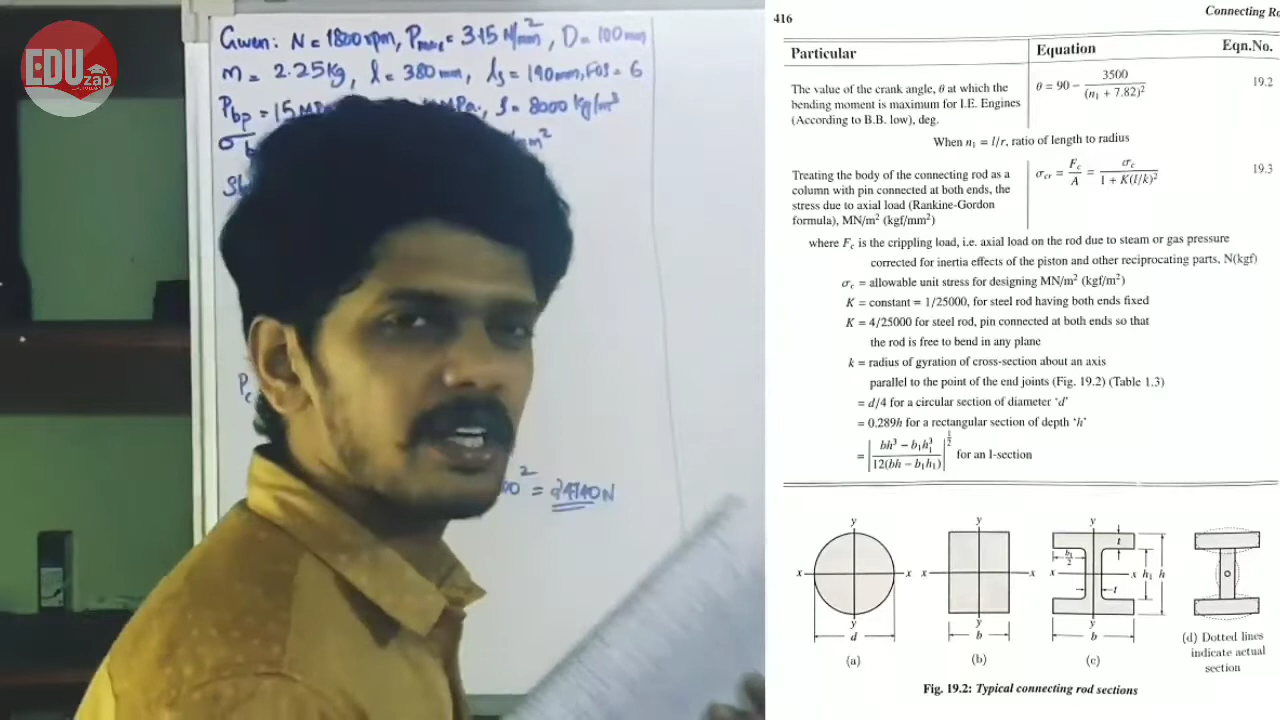 EDU
zap
Given: N = 1800 rpm, Pmax = 3.15 N/mm², D = 100 mm
m = 2.25 kg, l = 380 mm, ls = 190 mm, FOS = 6
Pbp = 15 MPa. ρ = 8000 kg/m³
σb mm²
Pc
00² = 24740 N
416
Connecting Ro
Particular Equation Eqn.No.
The value of the crank angle, θ at which the
bending moment is maximum for I.E. Engines
(According to B.B. low), deg.
θ = 90 − 3500 / (n₁ + 7.82)² 19.2
When n₁ = l/r, ratio of length to radius
Treating the body of the connecting rod as a
column with pin connected at both ends, the
stress due to axial load (Rankine-Gordon
formula), MN/m² (kgf/mm²)
σcr = Fc / A = σc / 1 + K(l/k)² 19.3
where Fc is the crippling load, i.e. axial load on the rod due to steam or gas pressure
corrected for inertia effects of the piston and other reciprocating parts, N(kgf)
σc = allowable unit stress for designing MN/m² (kgf/m²)
K = constant = 1/25000, for steel rod having both ends fixed
K = 4/25000 for steel rod, pin connected at both ends so that
the rod is free to bend in any plane
k = radius of gyration of cross-section about an axis
parallel to the point of the end joints (Fig. 19.2) (Table 1.3)
= d/4 for a circular section of diameter 'd'
= 0.289h for a rectangular section of depth 'h'
= |bh³ − b₁h₁³ / 12(bh − b₁h₁)|^1/2 for an I-section
y y y
t
b₁/2
x x x x x x h₁ h
t
y y y
d b b
(a) (b) (c)
(d) Dotted lines
indicate actual
section
Fig. 19.2: Typical connecting rod sections